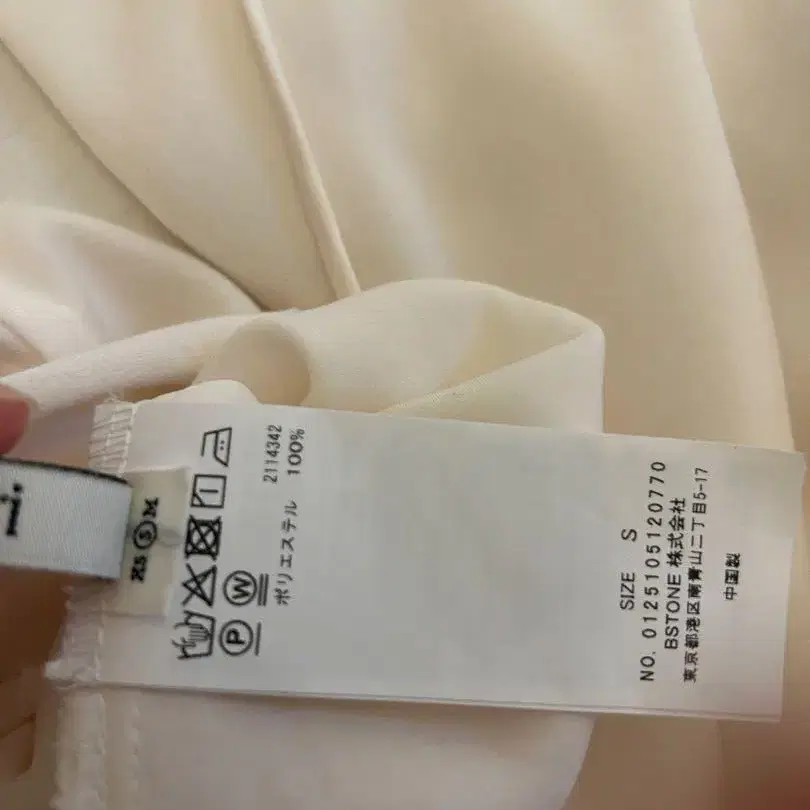 XS S M
2114342
ポリエステル 100%
P W
SIZE S
NO. 0125105120770
BSTONE 株式会社
東京都港区南青山二丁目5-17
中国製